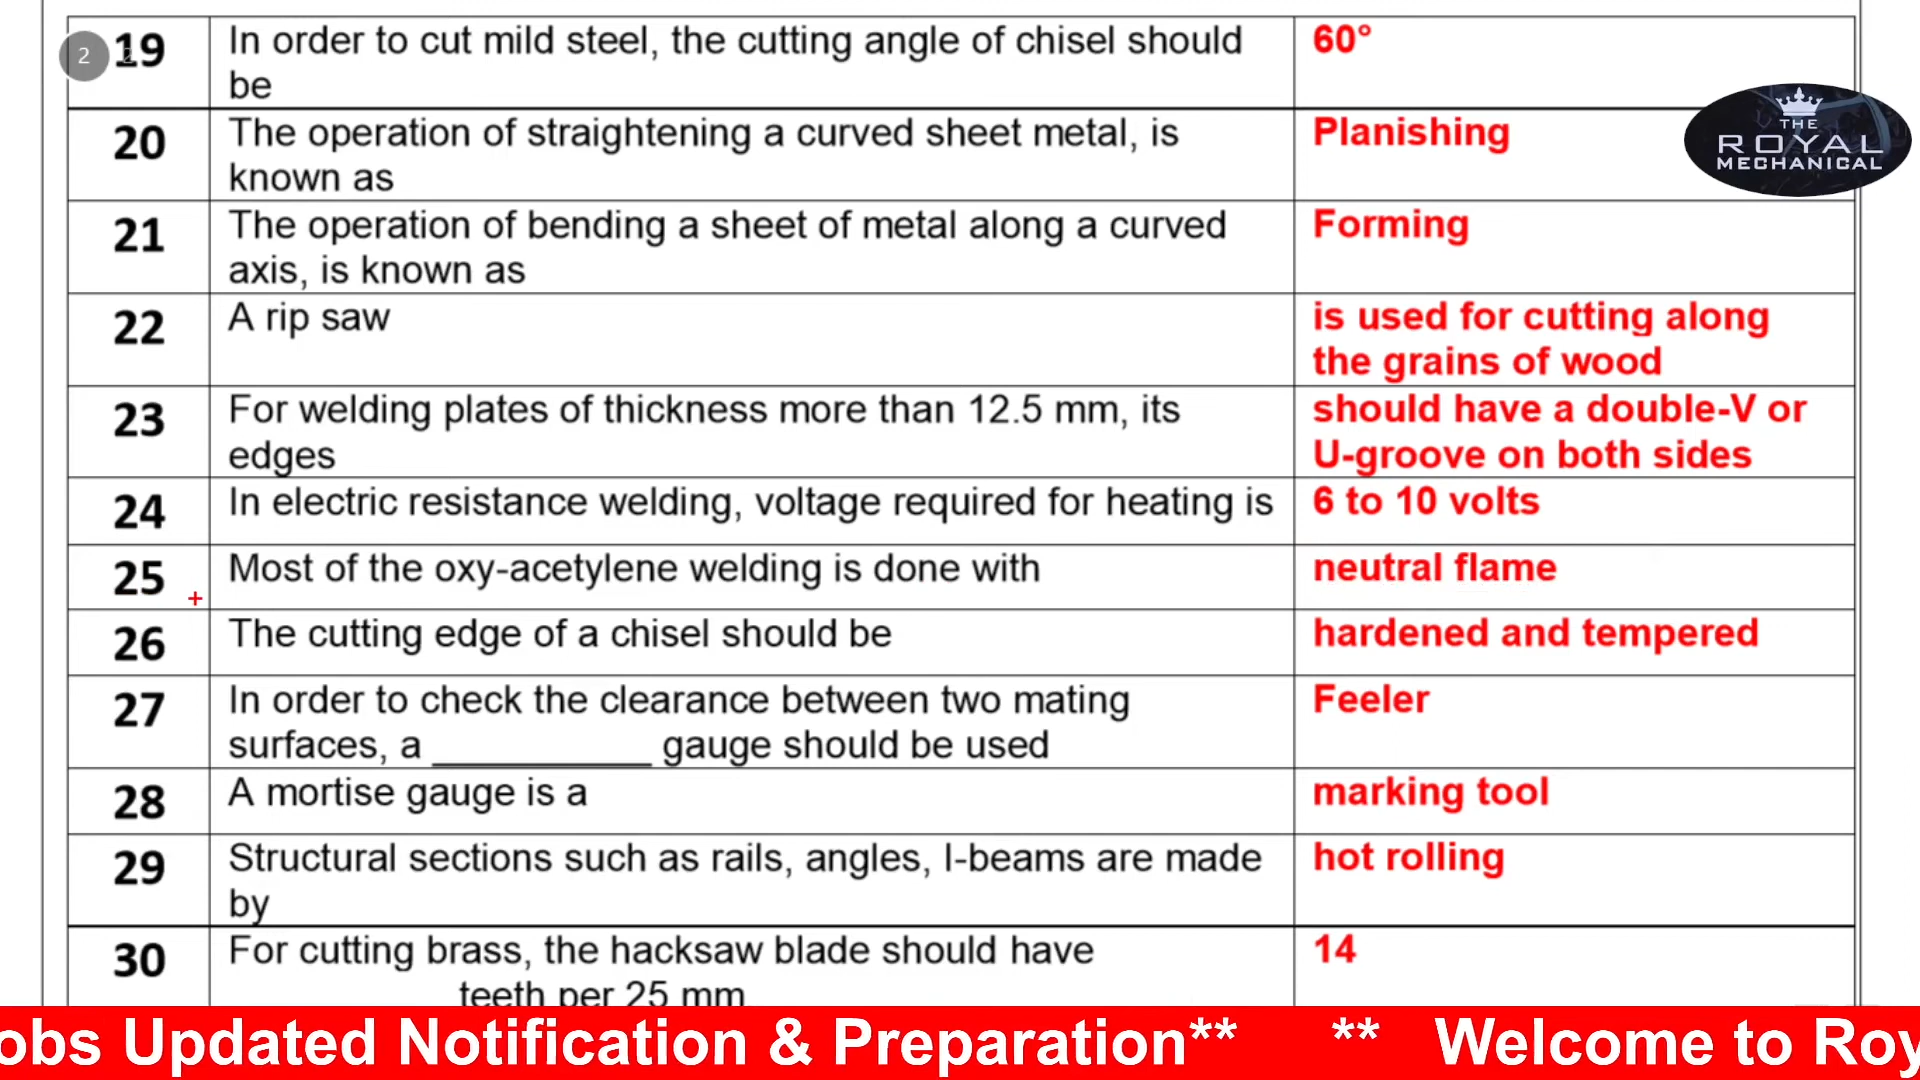 2
19 In order to cut mild steel, the cutting angle of chisel should 60°
be
20 The operation of straightening a curved sheet metal, is Planishing
known as
THE
ROYAL
MECHANICAL
21 The operation of bending a sheet of metal along a curved Forming
axis, is known as
22 A rip saw is used for cutting along
the grains of wood
23 For welding plates of thickness more than 12.5 mm, its should have a double-V or
edges U-groove on both sides
24 In electric resistance welding, voltage required for heating is 6 to 10 volts
25 Most of the oxy-acetylene welding is done with neutral flame
26 The cutting edge of a chisel should be hardened and tempered
27 In order to check the clearance between two mating Feeler
surfaces, a __________ gauge should be used
28 A mortise gauge is a marking tool
29 Structural sections such as rails, angles, I-beams are made hot rolling
by
30 For cutting brass, the hacksaw blade should have 14
teeth per 25 mm
obs Updated Notification & Preparation** ** Welcome to Roy